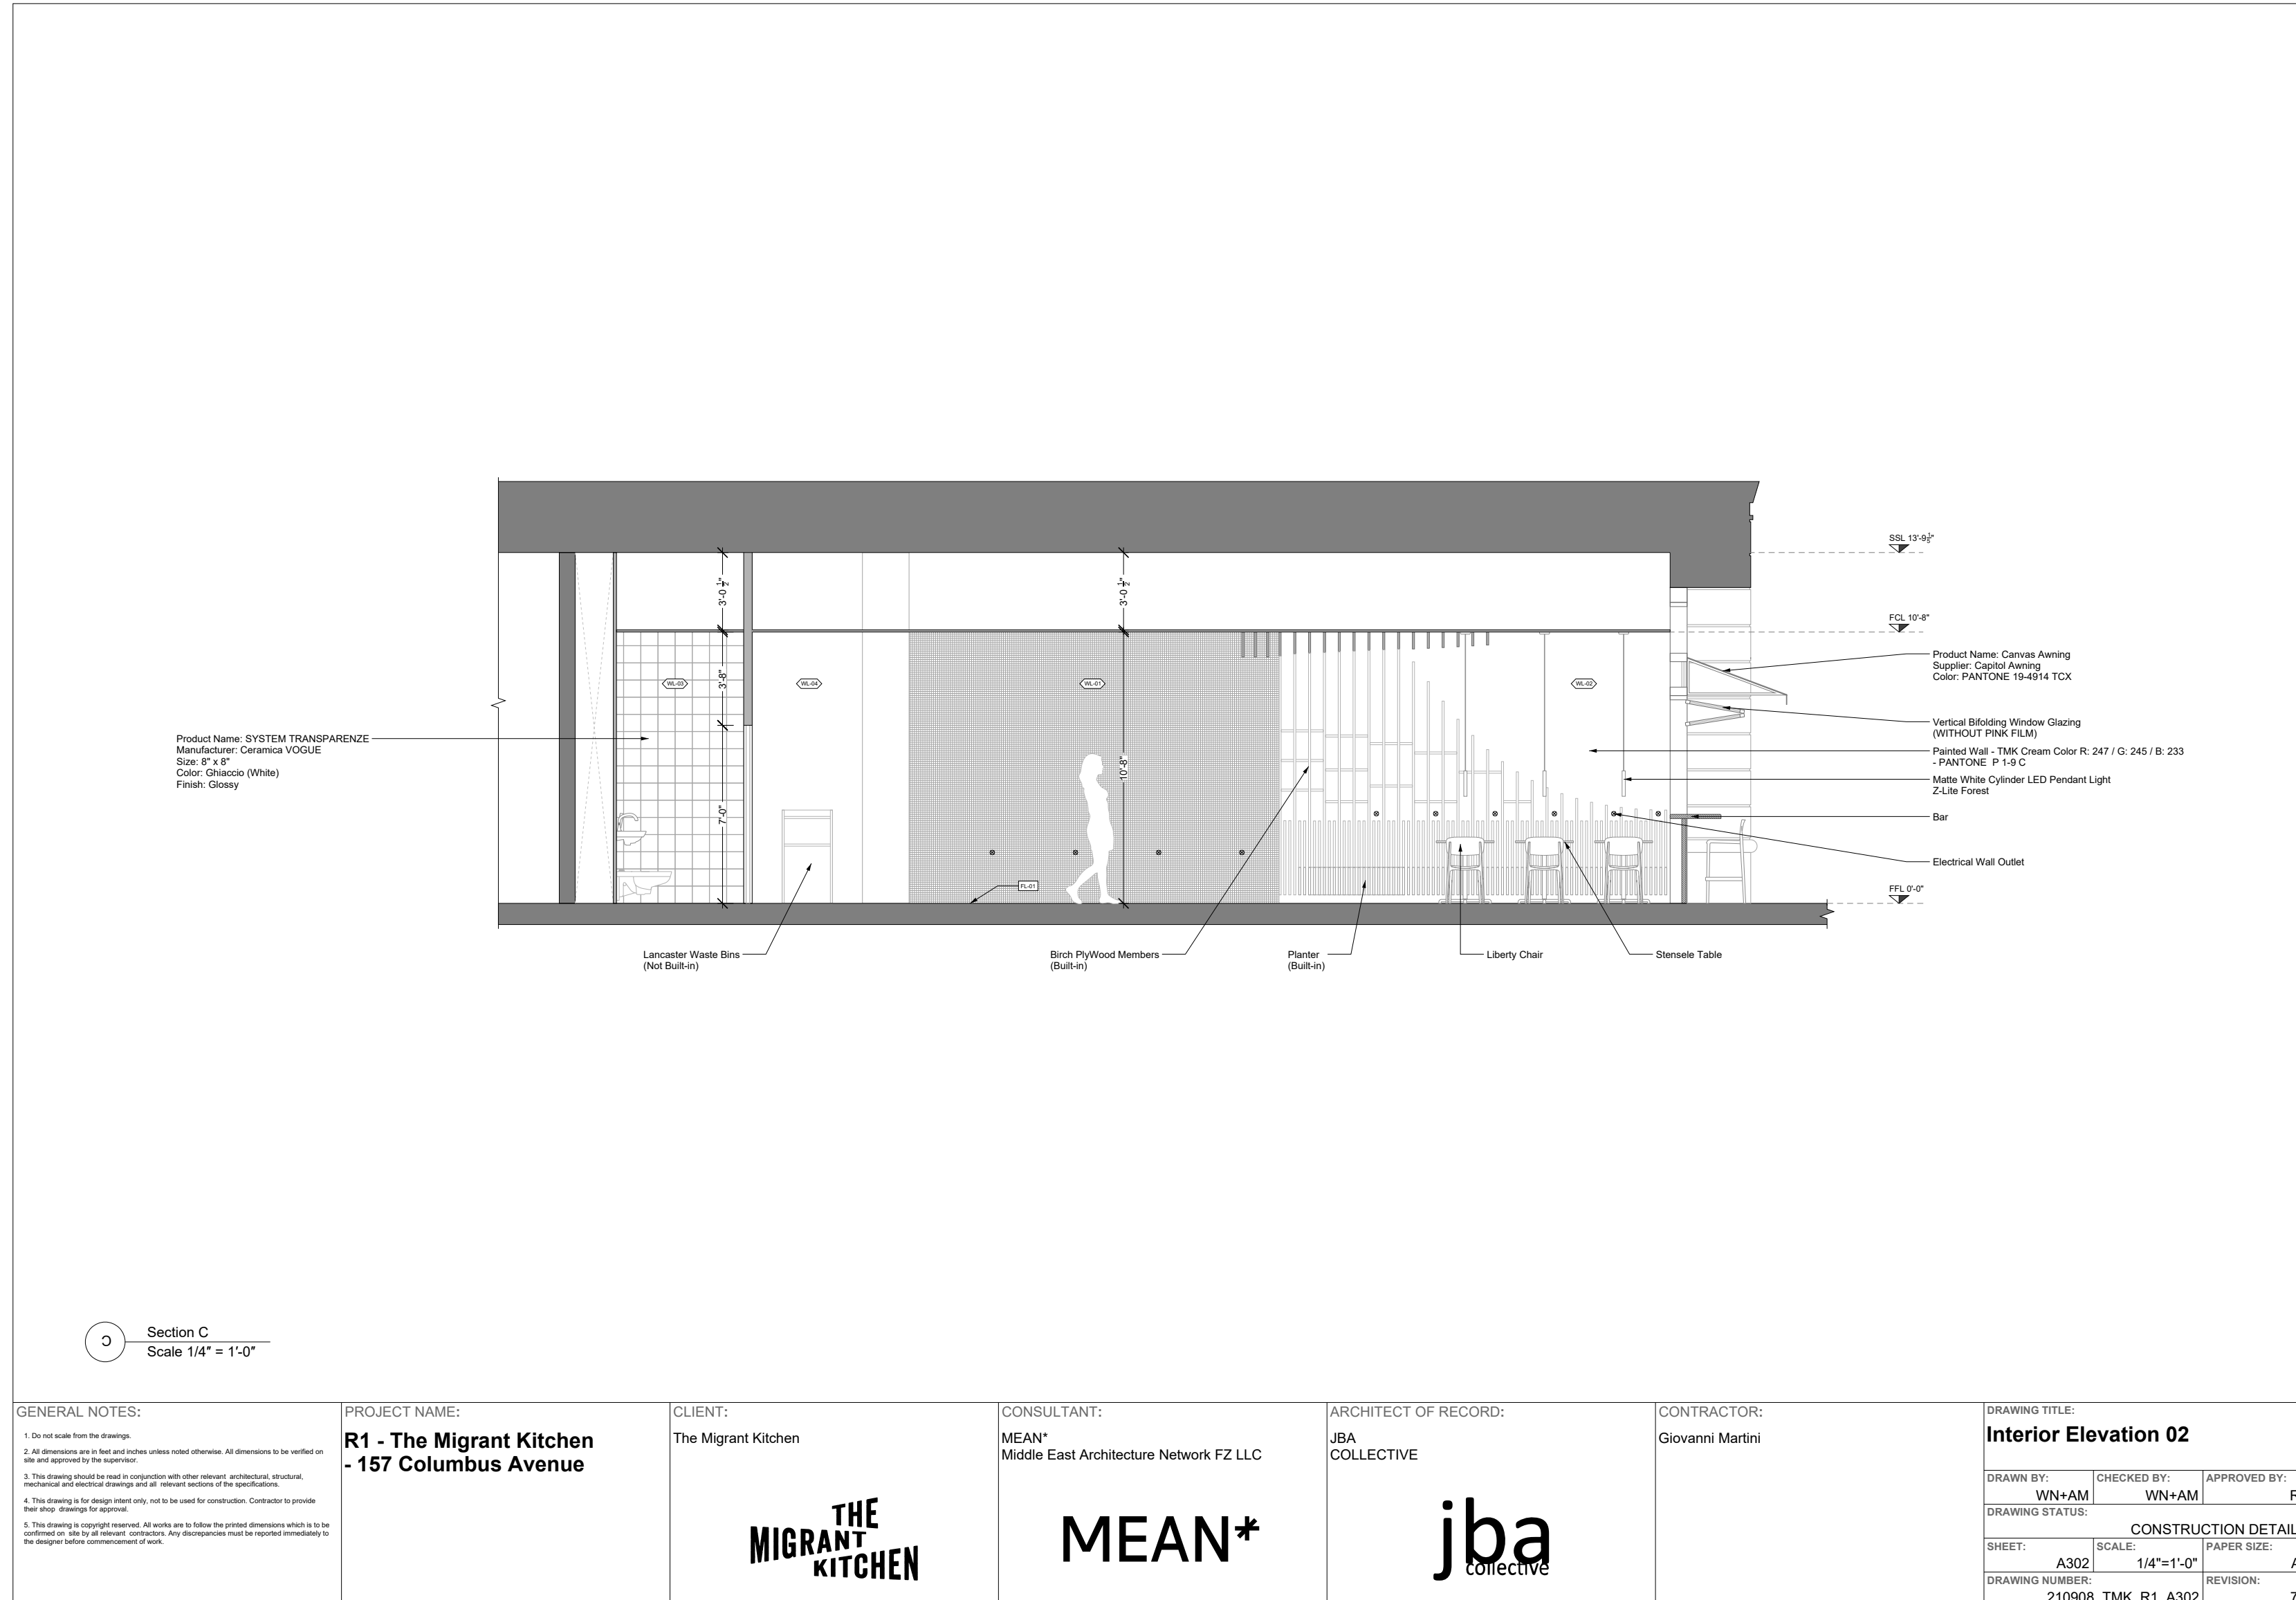 SSL 13'-9 1/5"
3'-0 1/2"
3'-0 1/2"
FCL 10'-8"
Product Name: Canvas Awning
Supplier: Capitol Awning
Color: PANTONE 19-4914 TCX
WL-03
3'-8"
WL-04
WL-01
WL-02
Vertical Bifolding Window Glazing
(WITHOUT PINK FILM)
Product Name: SYSTEM TRANSPARENZE
Manufacturer: Ceramica VOGUE
Size: 8" x 8"
Color: Ghiaccio (White)
Finish: Glossy
Painted Wall - TMK Cream Color R: 247 / G: 245 / B: 233
- PANTONE P 1-9 C
10'-8"
Matte White Cylinder LED Pendant Light
Z-Lite Forest
7'-0"
Bar
Electrical Wall Outlet
FL-01
FFL 0'-0"
Lancaster Waste Bins
(Not Built-in)
Birch PlyWood Members
(Built-in)
Planter
(Built-in)
Liberty Chair
Stensele Table
C
Section C
Scale 1/4" = 1'-0"
GENERAL NOTES:
1. Do not scale from the drawings.
2. All dimensions are in feet and inches unless noted otherwise. All dimensions to be verified on
site and approved by the supervisor.
3. This drawing should be read in conjunction with other relevant architectural, structural,
mechanical and electrical drawings and all relevant sections of the specifications.
4. This drawing is for design intent only, not to be used for construction. Contractor to provide
their shop drawings for approval.
5. This drawing is copyright reserved. All works are to follow the printed dimensions which is to be
confirmed on site by all relevant contractors. Any discrepancies must be reported immediately to
the designer before commencement of work.
PROJECT NAME:
R1 - The Migrant Kitchen
- 157 Columbus Avenue
CLIENT:
The Migrant Kitchen
THE
MIGRANT
KITCHEN
CONSULTANT:
MEAN*
Middle East Architecture Network FZ LLC
MEAN*
ARCHITECT OF RECORD:
JBA
COLLECTIVE
jba
collective
CONTRACTOR:
Giovanni Martini
DRAWING TITLE:
Interior Elevation 02
DRAWN BY: CHECKED BY: APPROVED BY:
WN+AM WN+AM
DRAWING STATUS:
CONSTRUCTION DETAIL
SHEET: SCALE: PAPER SIZE:
A302 1/4"=1'-0"
DRAWING NUMBER: REVISION:
210908_TMK_R1_A302